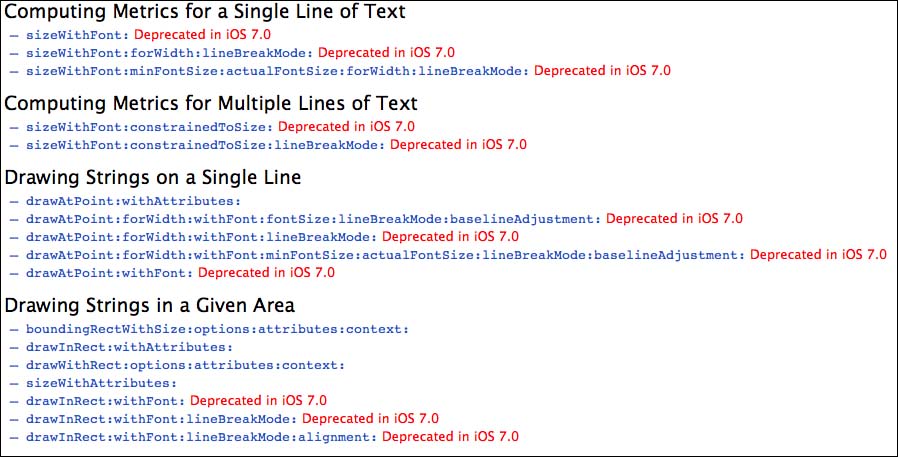 Computing Metrics for a Single Line of Text
– sizeWithFont: Deprecated in iOS 7.0
– sizeWithFont:forWidth:lineBreakMode: Deprecated in iOS 7.0
– sizeWithFont:minFontSize:actualFontSize:forWidth:lineBreakMode: Deprecated in iOS 7.0
Computing Metrics for Multiple Lines of Text
– sizeWithFont:constrainedToSize: Deprecated in iOS 7.0
– sizeWithFont:constrainedToSize:lineBreakMode: Deprecated in iOS 7.0
Drawing Strings on a Single Line
– drawAtPoint:withAttributes:
– drawAtPoint:forWidth:withFont:fontSize:lineBreakMode:baselineAdjustment: Deprecated in iOS 7.0
– drawAtPoint:forWidth:withFont:lineBreakMode: Deprecated in iOS 7.0
– drawAtPoint:forWidth:withFont:minFontSize:actualFontSize:lineBreakMode:baselineAdjustment: Deprecated in iOS 7.0
– drawAtPoint:withFont: Deprecated in iOS 7.0
Drawing Strings in a Given Area
– boundingRectWithSize:options:attributes:context:
– drawInRect:withAttributes:
– drawWithRect:options:attributes:context:
– sizeWithAttributes:
– drawInRect:withFont: Deprecated in iOS 7.0
– drawInRect:withFont:lineBreakMode: Deprecated in iOS 7.0
– drawInRect:withFont:lineBreakMode:alignment: Deprecated in iOS 7.0